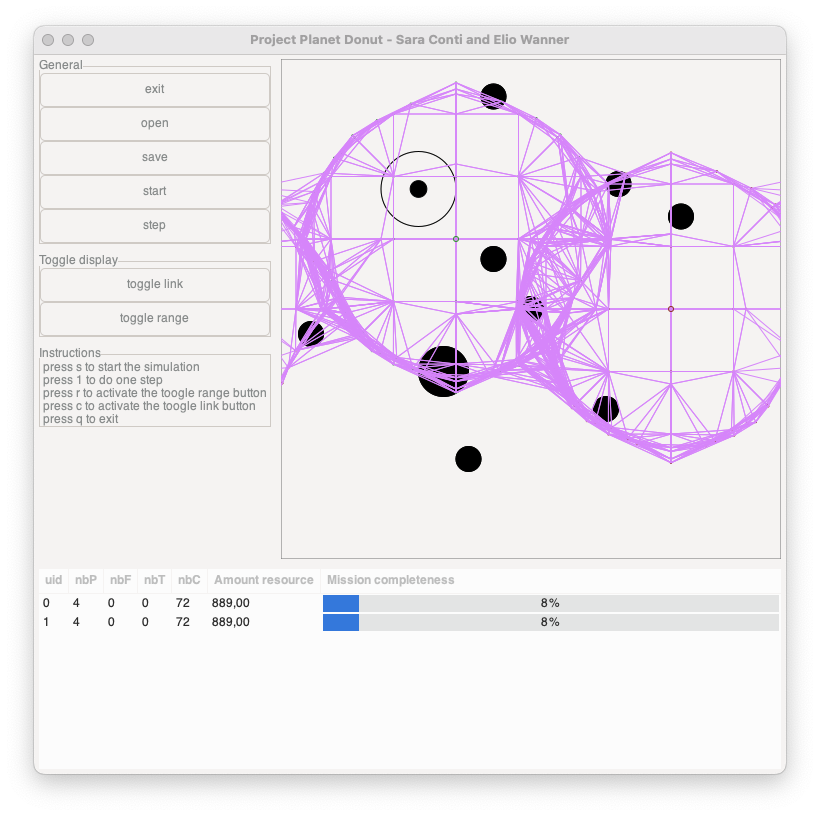 Project Planet Donut - Sara Conti and Elio Wanner
General
exit
open
save
start
step
Toggle display
toggle link
toggle range
Instructions
press s to start the simulation
press 1 to do one step
press r to activate the toogle range button
press c to activate the toogle link button
press q to exit
uid nbP nbF nbT nbC Amount resource Mission completeness
0 4 0 0 72 889,00 8%
1 4 0 0 72 889,00 8%